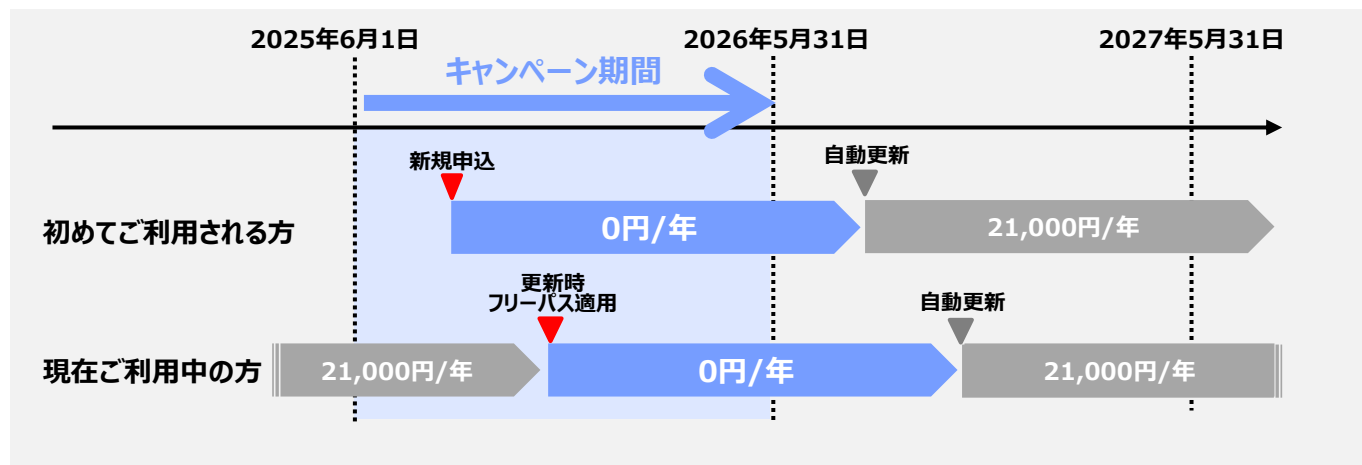 2025年6月1日
2026年5月31日
2027年5月31日
キャンペーン期間
新規申込
自動更新
初めてご利用される方
0円/年
21,000円/年
更新時
フリーパス適用
自動更新
現在ご利用中の方
21,000円/年
0円/年
21,000円/年